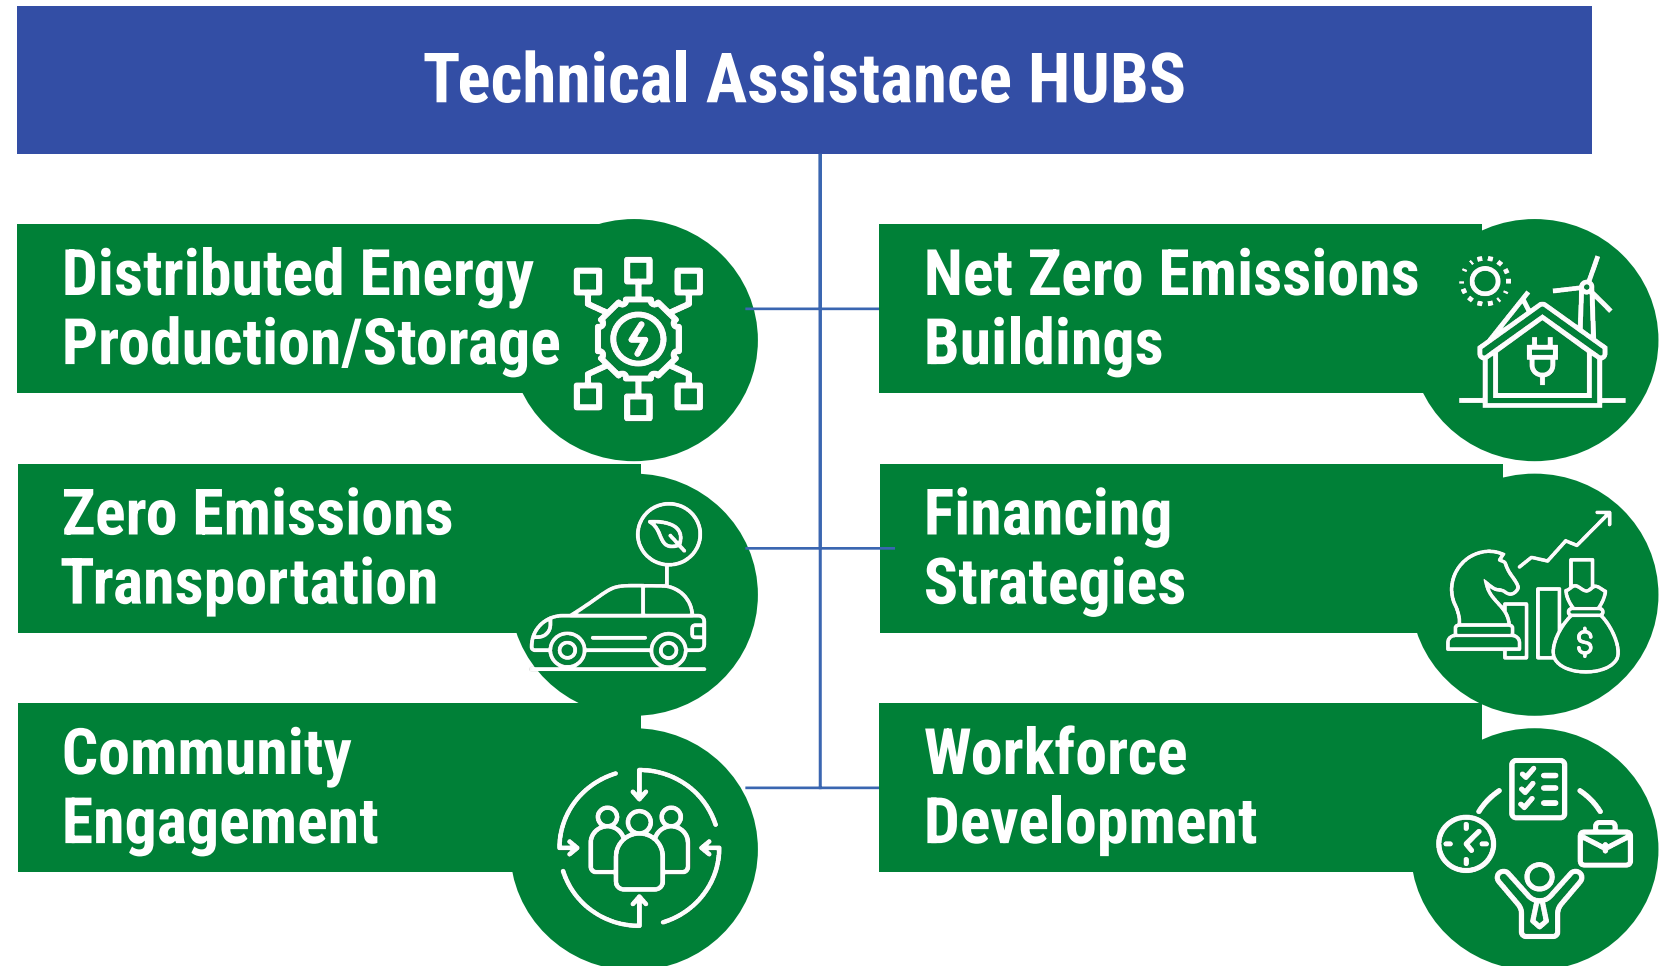 Technical Assistance HUBS
Distributed Energy
Production/Storage
Net Zero Emissions
Buildings
Zero Emissions
Transportation
Financing
Strategies
$
Community
Engagement
Workforce
Development